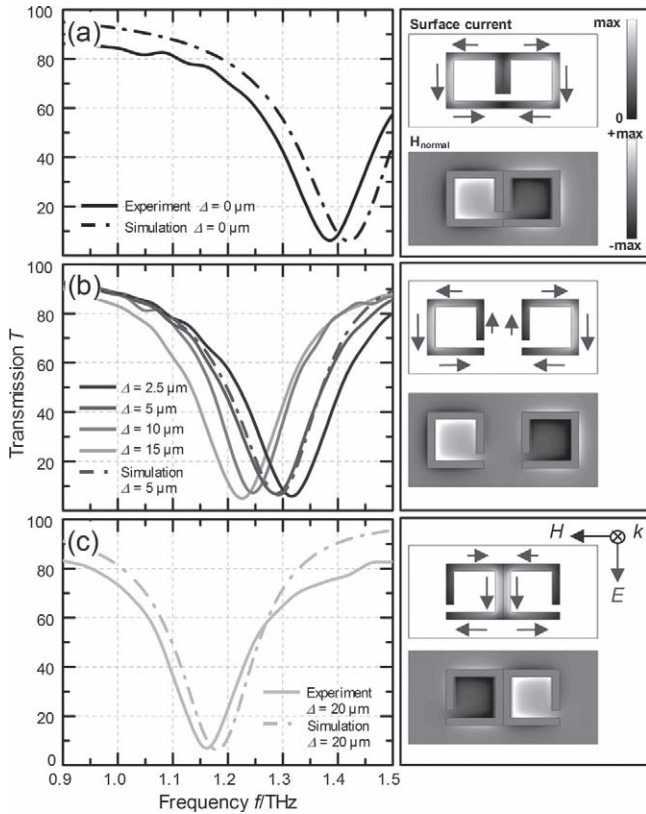 (a)
100
80
60
40
20
Experiment Δ = 0 µm
Simulation Δ = 0 µm
Surface current
max
0
H normal
+max
-max
(b)
100
80
60
40
20
Transmission T
Δ = 2.5 µm
Δ = 5 µm
Δ = 10 µm
Δ = 15 µm
Simulation
Δ = 5 µm
(c)
100
80
60
40
20
0
Experiment
Δ = 20 µm
Simulation
Δ = 20 µm
H
k
E
0.9 1.0 1.1 1.2 1.3 1.4 1.5
Frequency f/THz